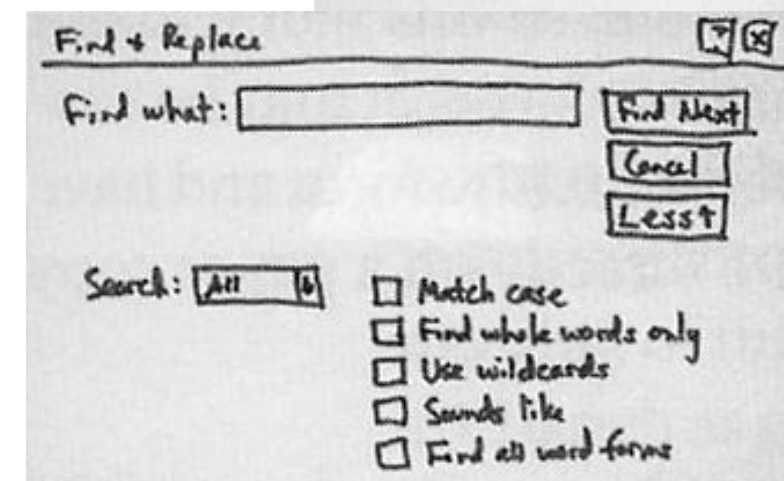 Find & Replace ? X
Find what: Find Next
Cancel
Less↑
Search: All ↓
Match case
Find whole words only
Use wildcards
Sounds like
Find all word forms